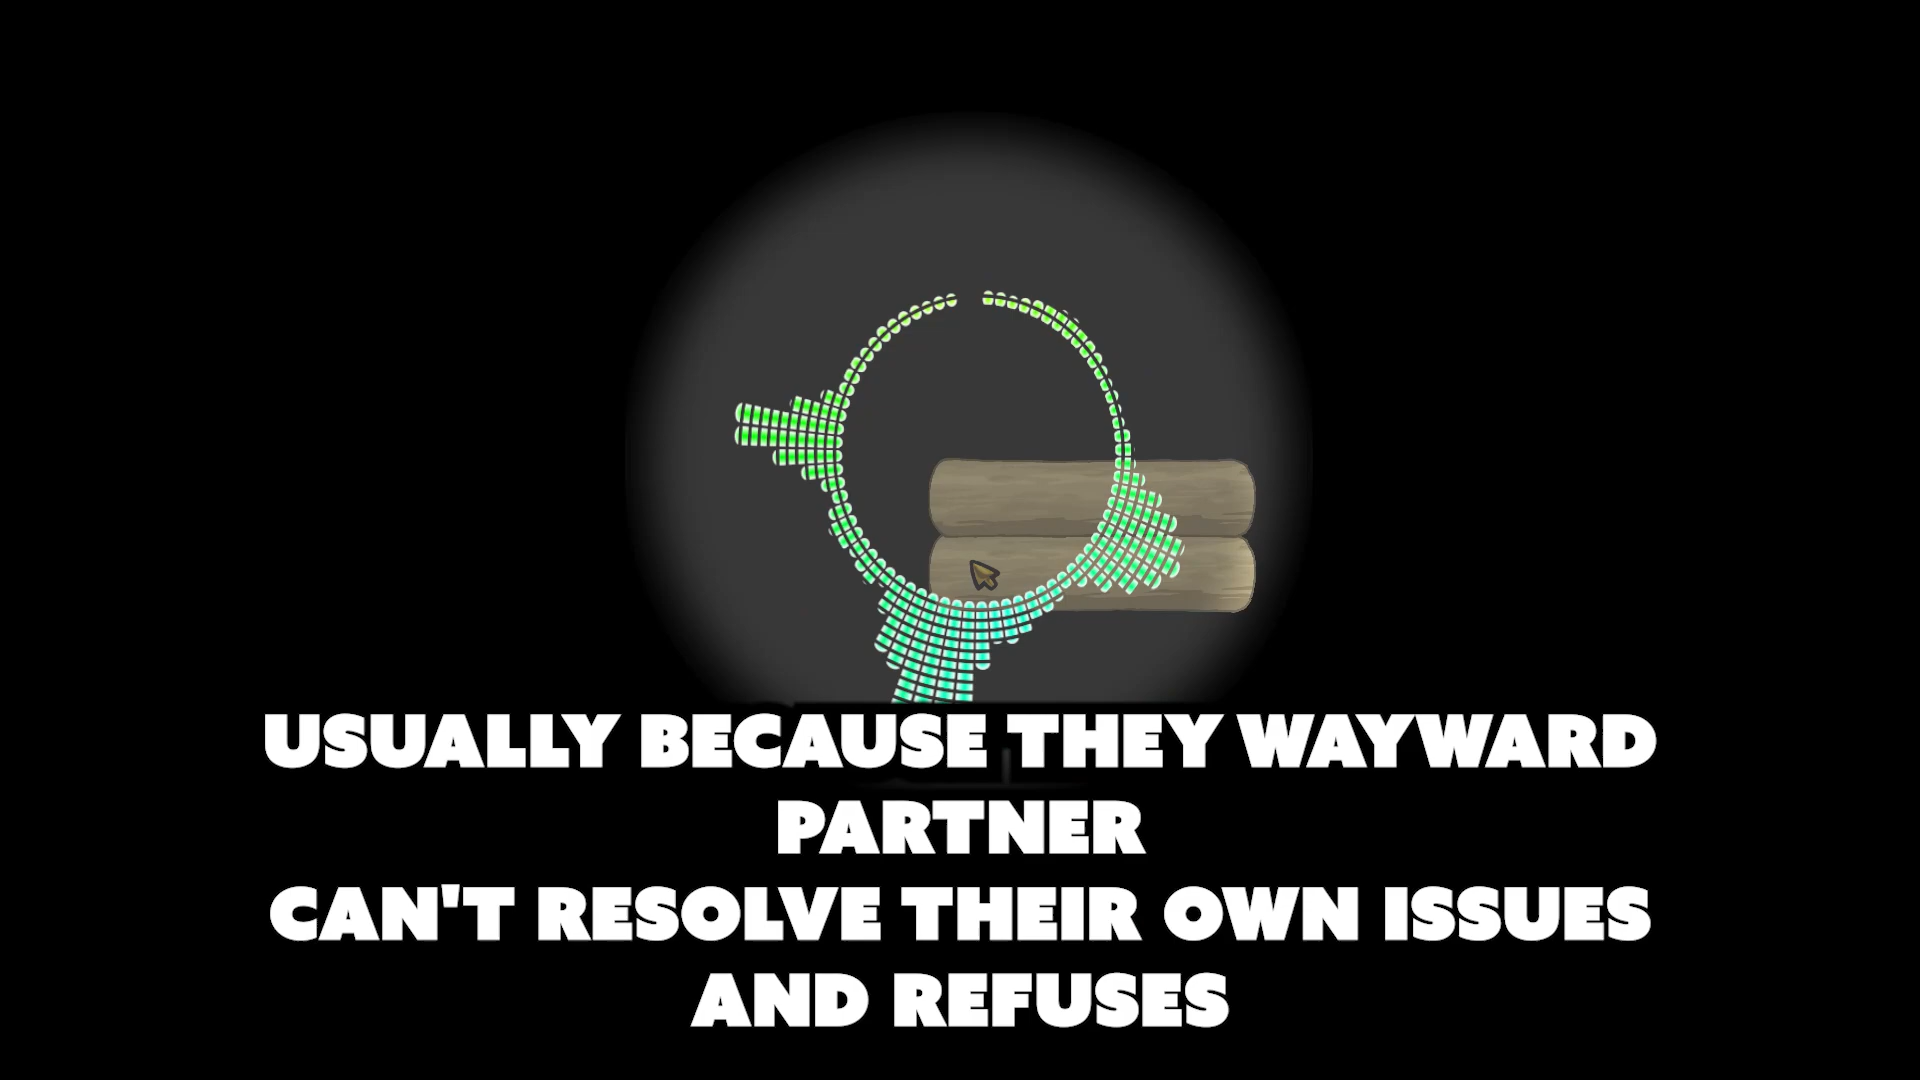 USUALLY BECAUSE THEY WAYWARD
PARTNER
CAN'T RESOLVE THEIR OWN ISSUES
AND REFUSES